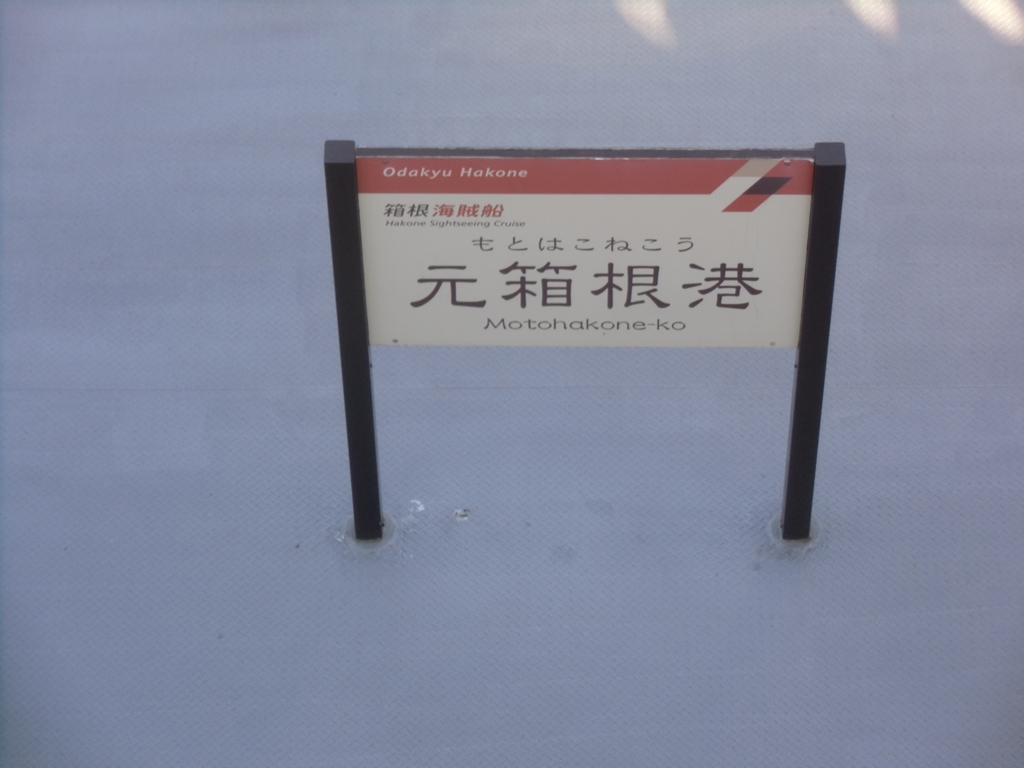 Odakyu Hakone
箱根海賊船
Hakone Sightseeing Cruise
もとはこねこう
元箱根港
Motohakone-ko